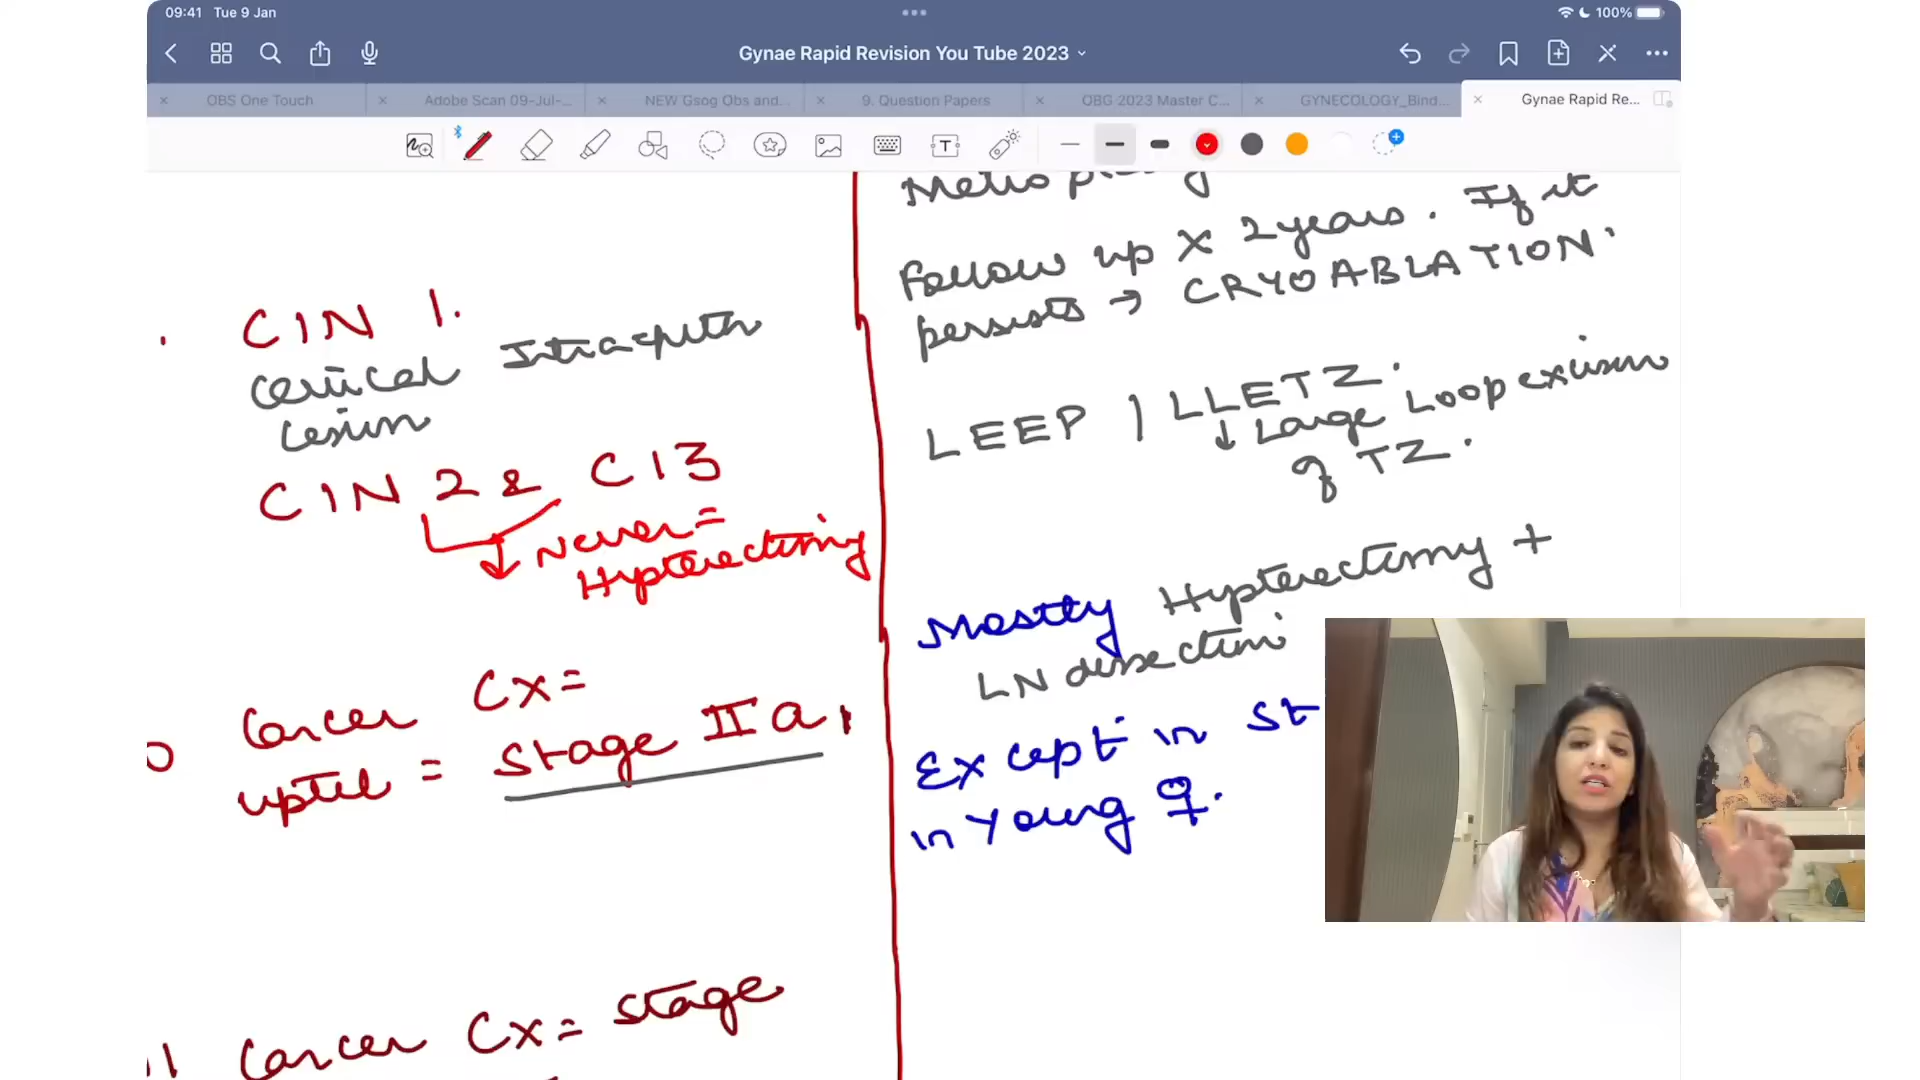 09:41 Tue 9 Jan
100%
Gynae Rapid Revision You Tube 2023
OBS One Touch
Adobe Scan 09-Jul-...
NEW Gsog Obs and...
9. Question Papers
OBG 2023 Master C...
GYNECOLOGY_Bind...
Gynae Rapid Re...
CIN 1.
Cervical Intraepith
Lesion
CIN 2 & CI3
Never =
Hysterectomy
Cancer Cx =
uptil = Stage IIa1
Cancer Cx = Stage
Follow up X 2 years. If it
persists → CRYOABLATION.
LEEP / LLETZ.
↓ Large Loop excision
of TZ.
Mostly Hysterectomy +
LN dissection
Except in St
in Young ♀.